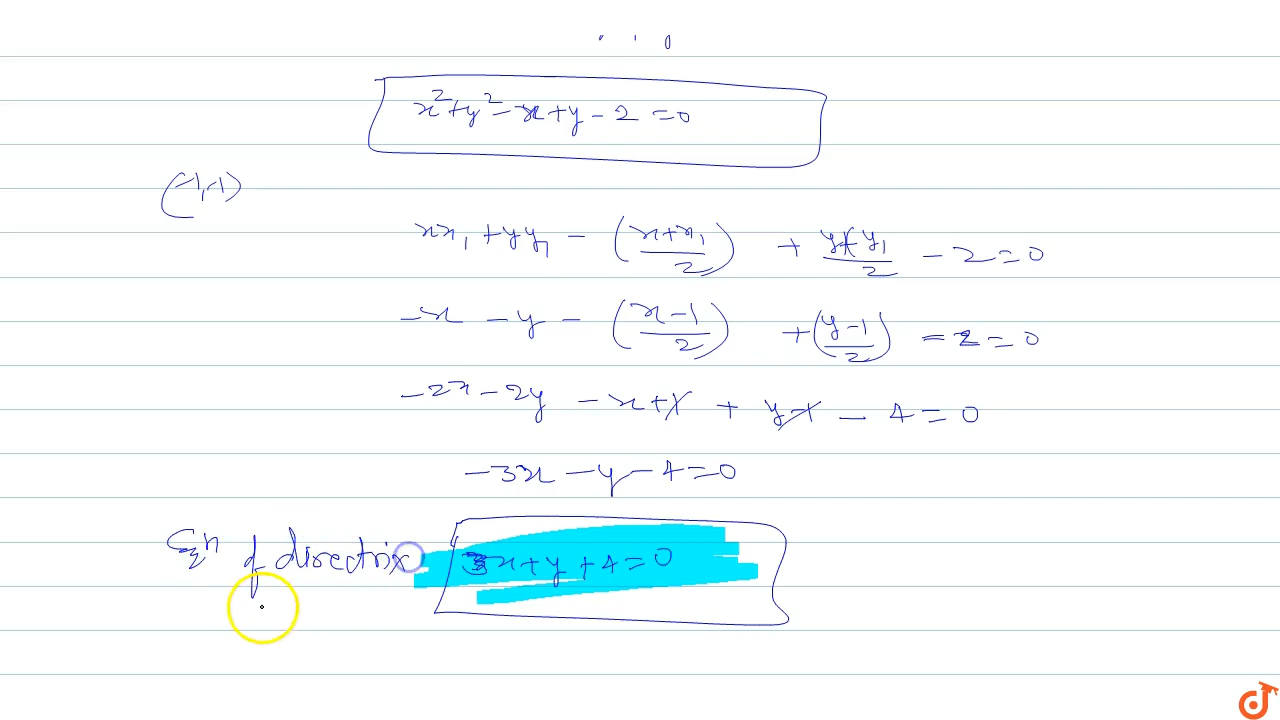 x²+y²-x+y-2=0
(-1,-1)
xx₁+yy₁-((x+x₁)/2)+(y+y₁)/2-2=0
-x-y-((x-1)/2)+((y-1)/2)-2=0
-2x-2y-x+1+y-1-4=0
-3x-y-4=0
Eqⁿ of directrix 3x+y+4=0